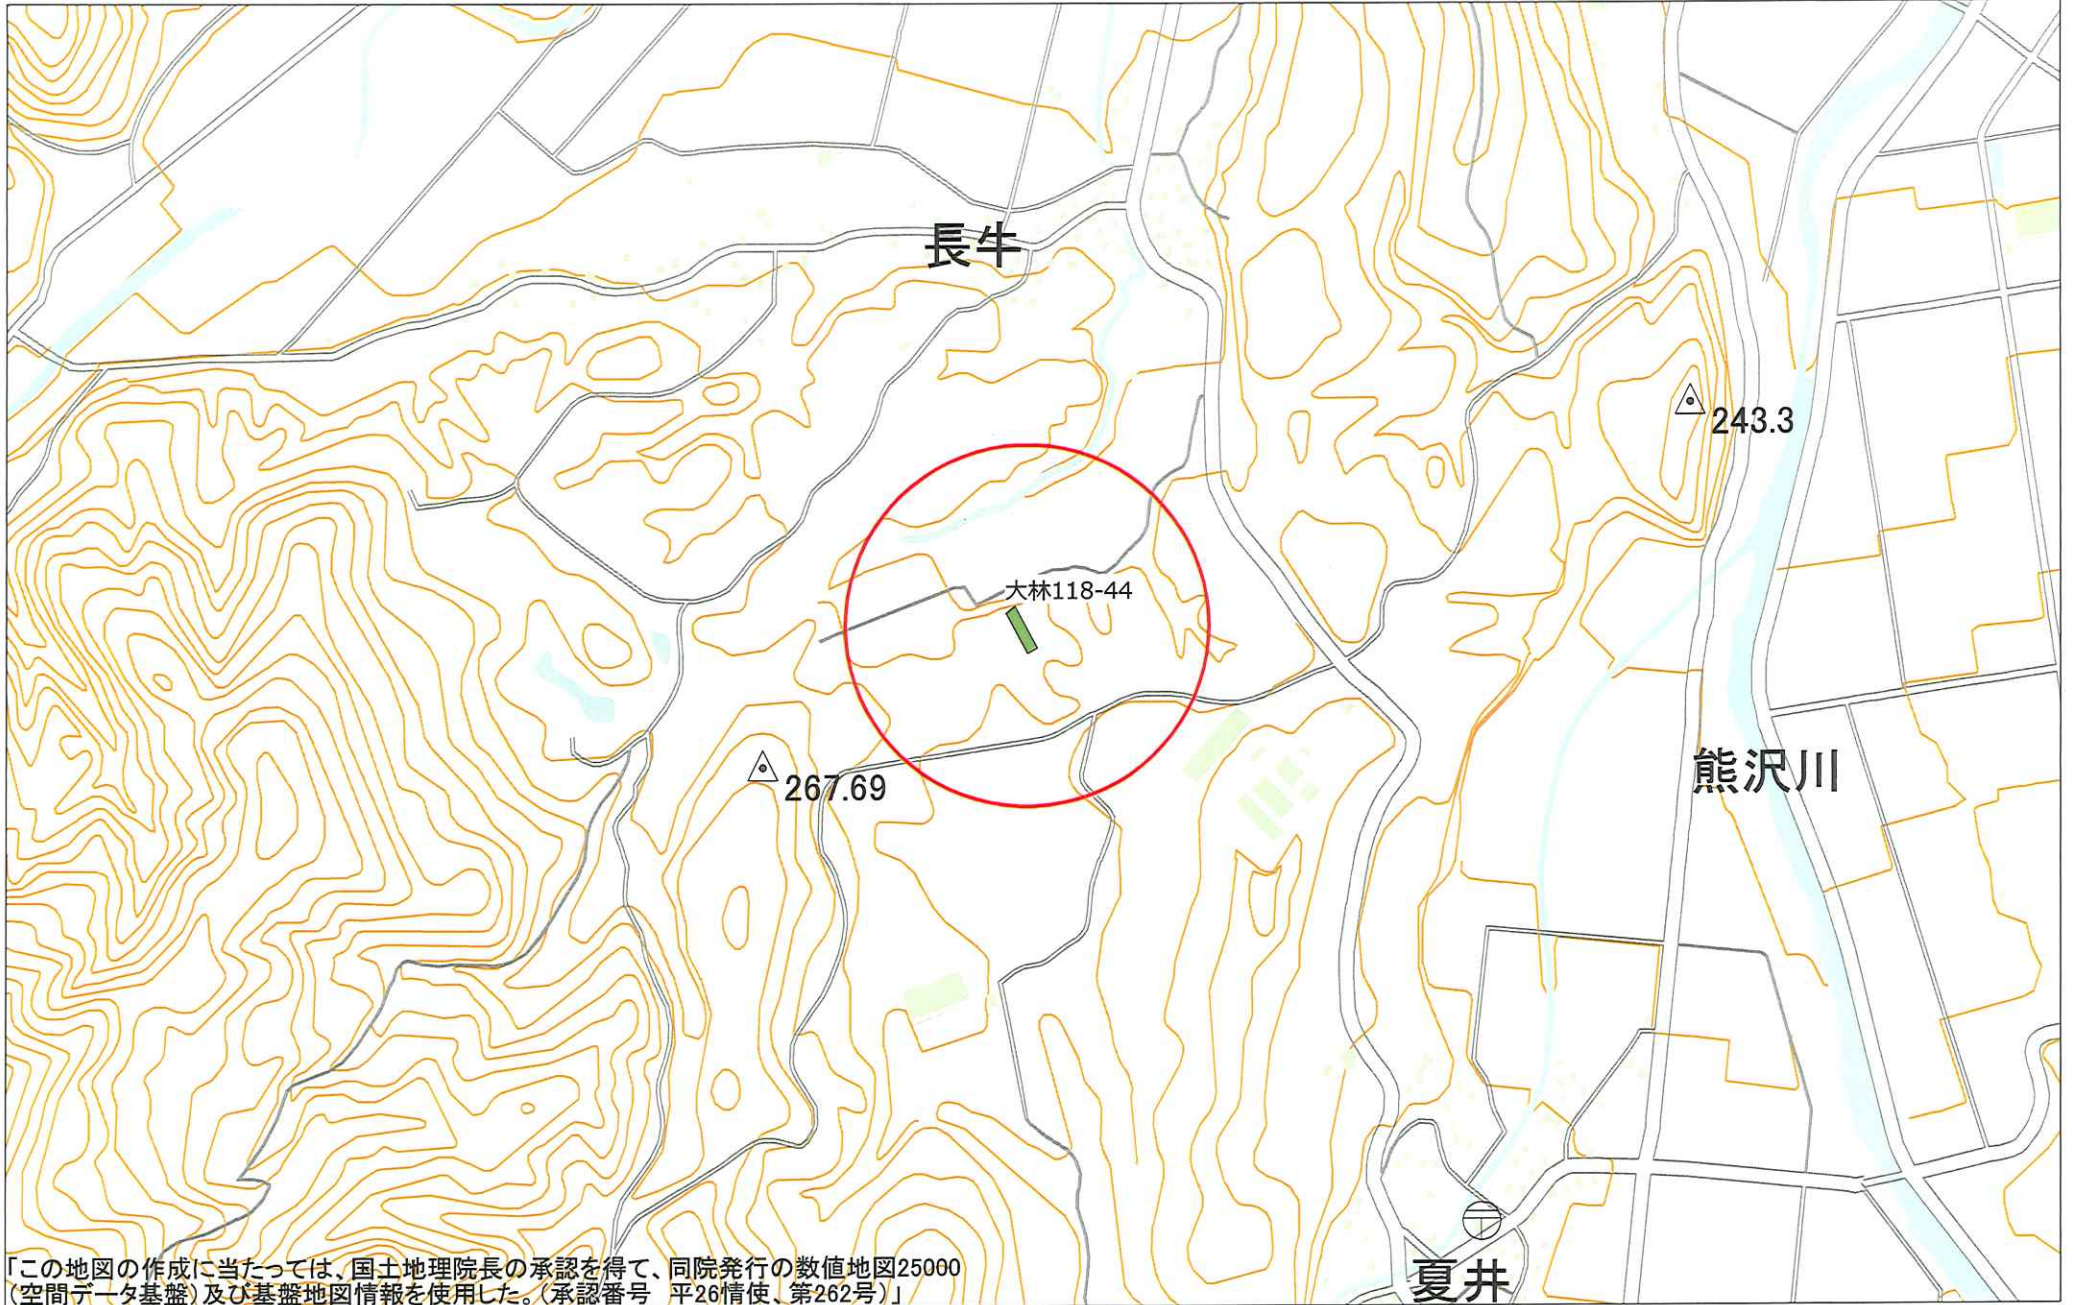 長牛
243.3
大林118-44
熊沢川
267.69
夏井
「この地図の作成に当たっては、国土地理院長の承認を得て、同院発行の数値地図25000
(空間データ基盤)及び基盤地図情報を使用した。(承認番号　平26情使、第262号)」